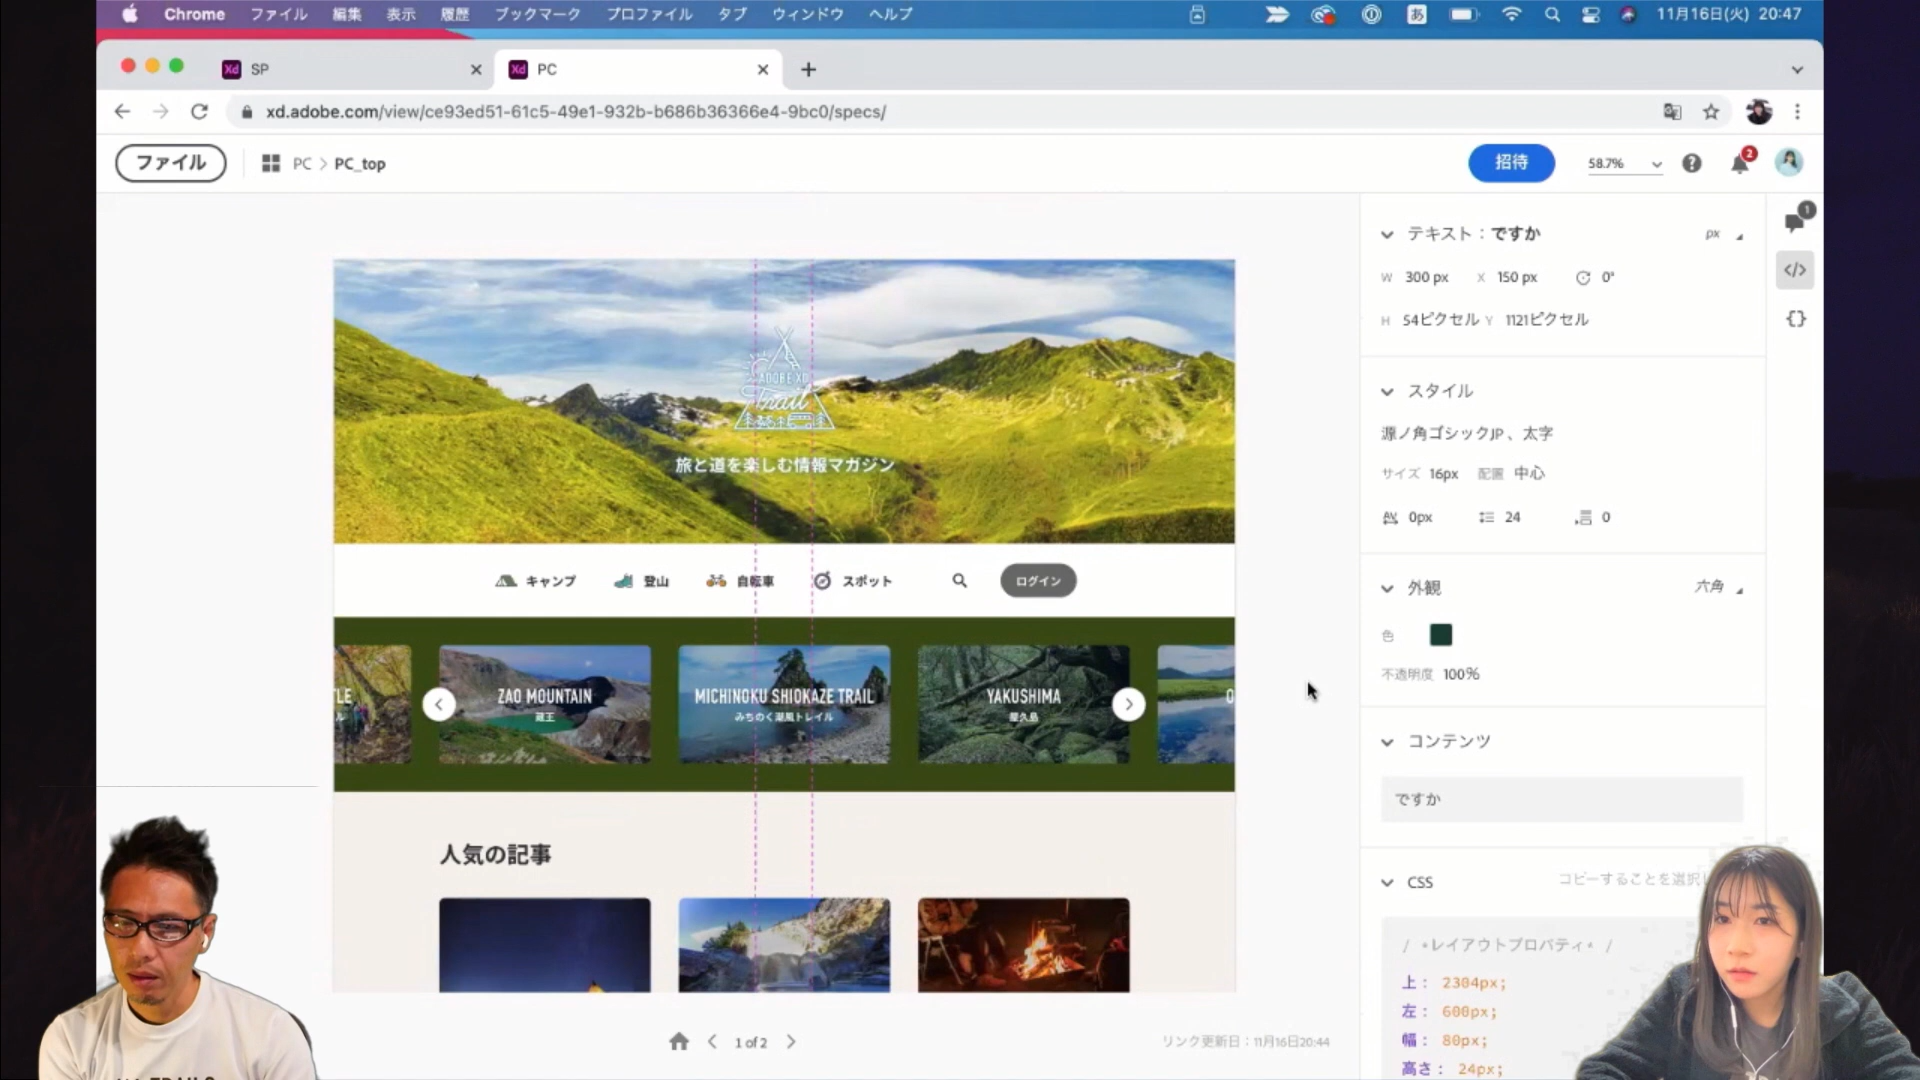 Chrome ファイル 編集 表示 履歴 ブックマーク プロファイル タブ ウィンドウ ヘルプ あ 11月16日(火) 20:47
Xd SP Xd PC
xd.adobe.com/view/ce93ed51-61c5-49e1-932b-b686b36366e4-9bc0/specs/
ファイル PC > PC_top 招待 58.7% 2
1
テキスト：ですか px
W 300 px X 150 px 0°
H 54ピクセル Y 1121ピクセル
スタイル
源ノ角ゴシックJP、太字
サイズ 16px 配置 中心
AV 0px 24 0
外観 六角
色
不透明度 100%
コンテンツ
ですか
CSS コピーすることを選択し
/ *レイアウトプロパティ* /
上： 2304px;
左： 600px;
幅： 80px;
高さ： 24px;
ADOBE XD
Trail
旅と道を楽しむ情報マガジン
キャンプ 登山 自転車 スポット ログイン
ZAO MOUNTAIN
蔵王
MICHINOKU SHIOKAZE TRAIL
みちのく潮風トレイル
YAKUSHIMA
屋久島
人気の記事
1 of 2
リンク更新日：11月16日20:44